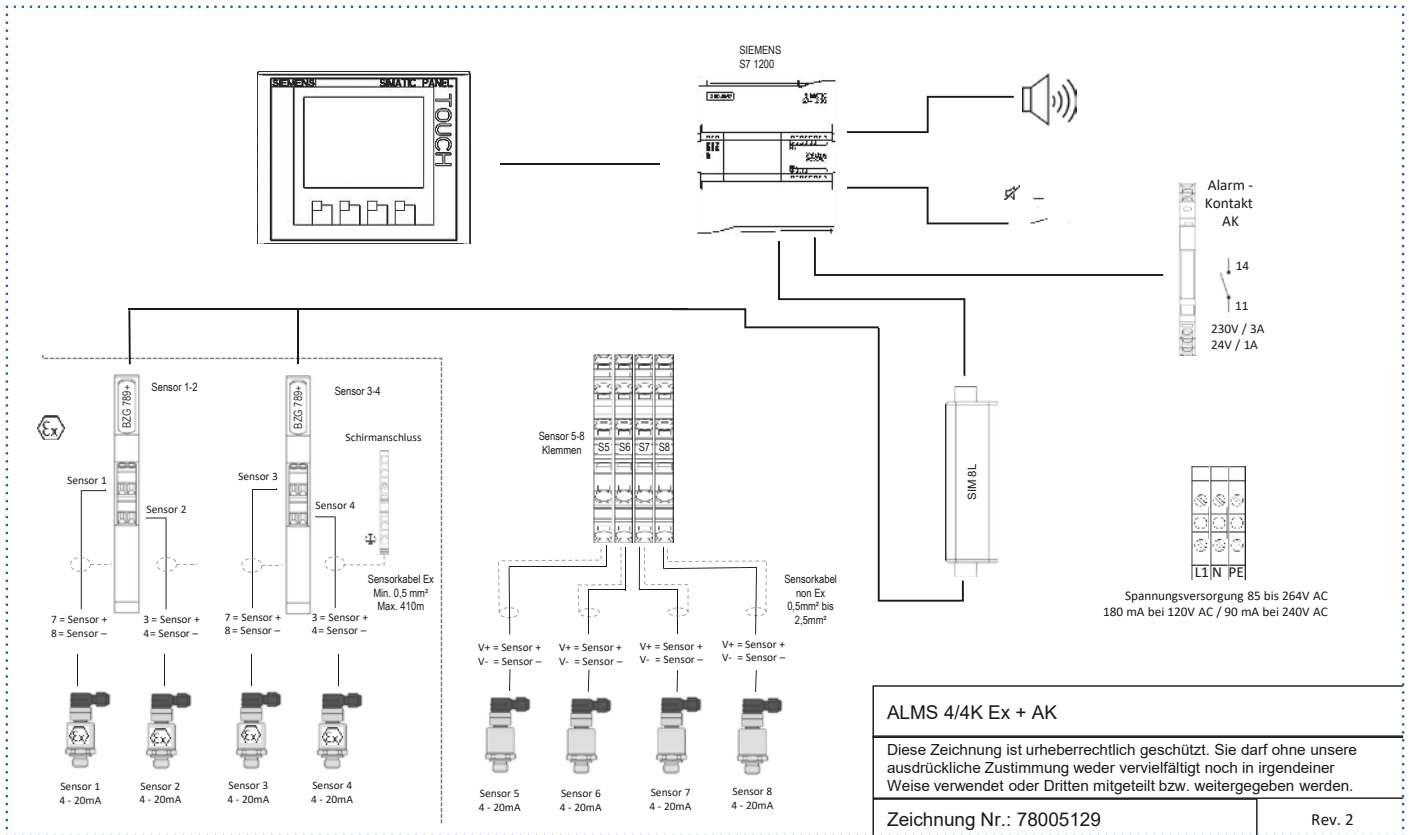 SIEMENS
S7 1200
SIEMENS
SIMATIC PANEL
TOUCH
Alarm -
Kontakt
AK
14
11
230V / 3A
24V / 1A
BZG 789+
Sensor 1-2
BZG 789+
Sensor 3-4
Ex
Schirmanschluss
Sensor 1
Sensor 2
Sensor 3
Sensor 4
Sensor 5-8
Klemmen
S5
S6
S7
S8
SIM 8L
Sensorkabel Ex
Min. 0,5 mm²
Max. 410m
Sensorkabel
non Ex
0,5mm² bis
2,5mm²
L1 N PE
Spannungsversorgung 85 bis 264V AC
180 mA bei 120V AC / 90 mA bei 240V AC
7 = Sensor +
8 = Sensor –
3 = Sensor +
4= Sensor –
7 = Sensor +
8 = Sensor –
3 = Sensor +
4= Sensor –
V+ = Sensor +
V- = Sensor –
V+ = Sensor +
V- = Sensor –
V+ = Sensor +
V- = Sensor –
V+ = Sensor +
V- = Sensor –
Ex
Ex
Ex
Ex
Sensor 1
4 - 20mA
Sensor 2
4 - 20mA
Sensor 3
4 - 20mA
Sensor 4
4 - 20mA
Sensor 5
4 - 20mA
Sensor 6
4 - 20mA
Sensor 7
4 - 20mA
Sensor 8
4 - 20mA
ALMS 4/4K Ex + AK
Diese Zeichnung ist urheberrechtlich geschützt. Sie darf ohne unsere
ausdrückliche Zustimmung weder vervielfältigt noch in irgendeiner
Weise verwendet oder Dritten mitgeteilt bzw. weitergegeben werden.
Zeichnung Nr.: 78005129
Rev. 2